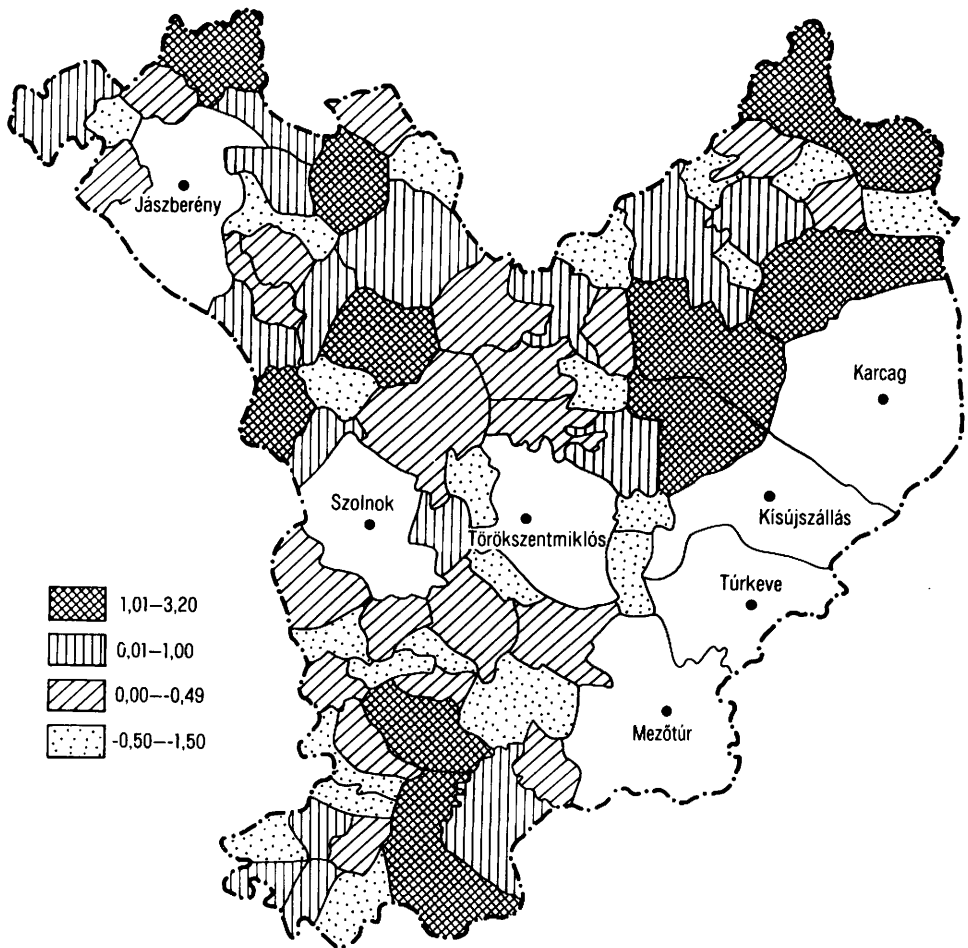 Jászberény
Karcag
Szolnok
Kisújszállás
Törökszentmiklós
Túrkeve
1,01—3,20
0,01—1,00
0,00—-0,49
-0,50—-1,50
Mezőtúr